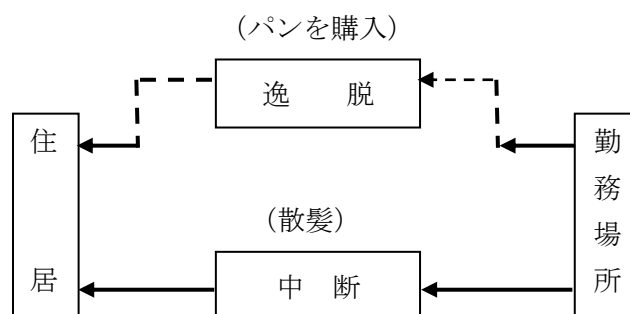 （パンを購入）
逸　脱
住居
勤務場所
（散髪）
中　断